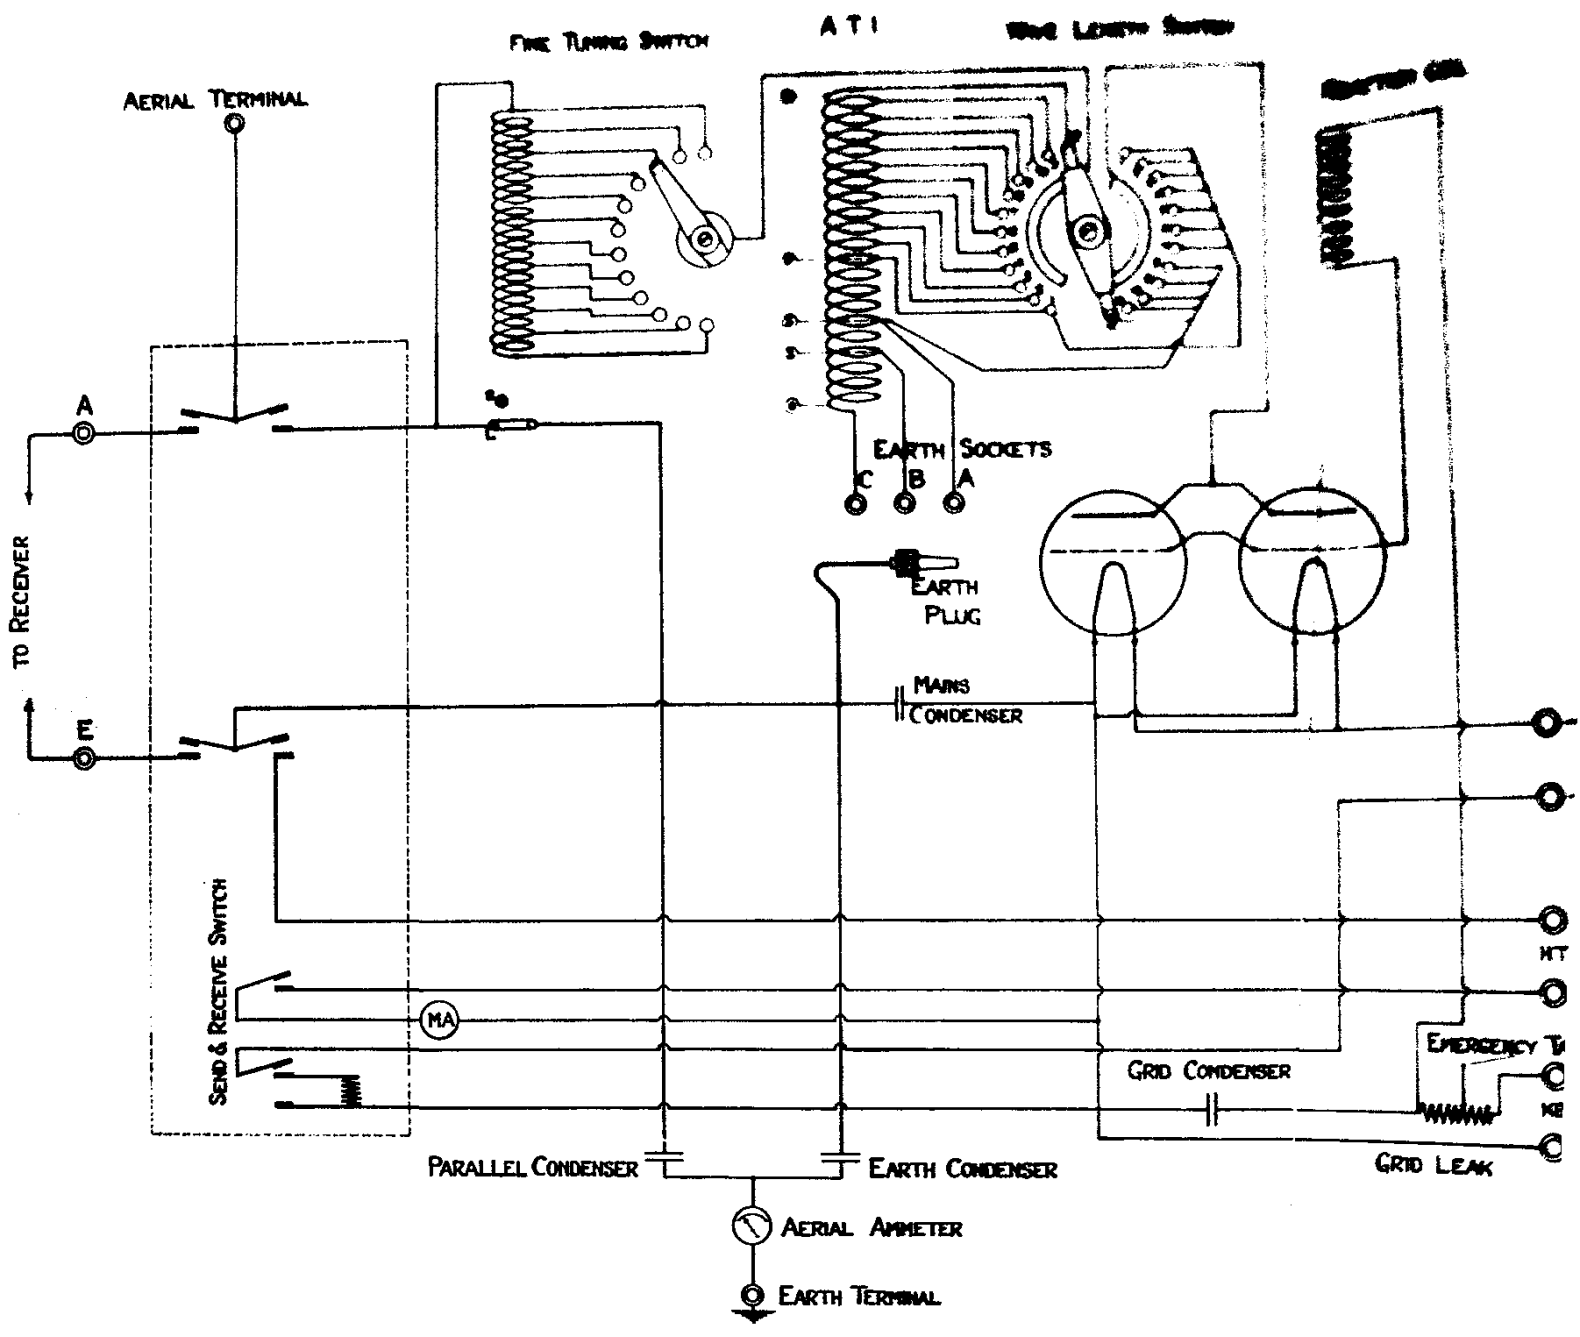 A T I
FINE TUNING SWITCH
AERIAL TERMINAL
A
EARTH SOCKETS
C B A
TO RECEIVER
EARTH
PLUG
MAINS
CONDENSER
E
SEND & RECEIVE SWITCH
HT
MA
EMERGENCY
GRID CONDENSER
PARALLEL CONDENSER
EARTH CONDENSER
GRID LEAK
AERIAL AMMETER
EARTH TERMINAL